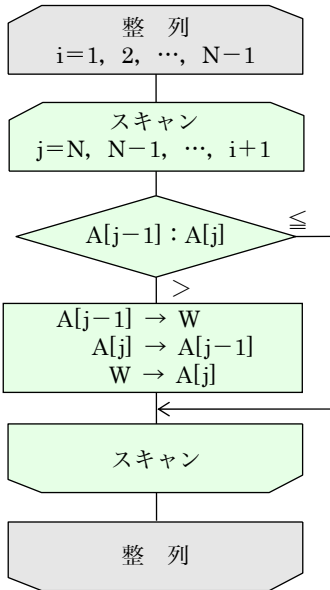 整　列
i＝1，2，…，N－1
スキャン
j＝N，N－1，…，i＋1
A[j－1]：A[j]
≦
＞
A[j－1] → W
A[j] → A[j－1]
W → A[j]
スキャン
整　列